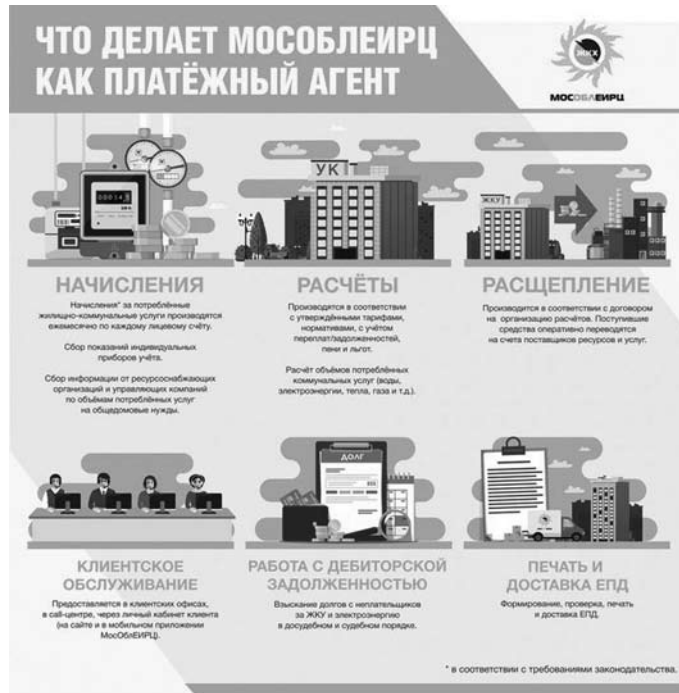 ЧТО ДЕЛАЕТ МОСОБЛЕИРЦ
КАК ПЛАТЁЖНЫЙ АГЕНТ
ЖКХ
МОСОБЛЕИРЦ
УК
ЖКУ
НАЧИСЛЕНИЯ
Начисления* за потреблённые
жилищно-коммунальные услуги производятся
ежемесячно по каждому лицевому счёту.
Сбор показаний индивидуальных
приборов учёта.
Сбор информации от ресурсоснабжающих
организаций и управляющих компаний
по объёмам потреблённых услуг
на общедомовые нужды.
РАСЧЁТЫ
Производятся в соответствии
с утверждёнными тарифами,
нормативами, с учётом
переплат/задолженностей,
пени и льгот.
Расчёт объёмов потреблённых
коммунальных услуг (воды,
электроэнергии, тепла, газа и т.д.).
РАСЩЕПЛЕНИЕ
Производится в соответствии с договором
на организацию расчётов. Поступившие
средства оперативно переводятся
на счета поставщиков ресурсов и услуг.
ДОЛГ
КЛИЕНТСКОЕ
ОБСЛУЖИВАНИЕ
Предоставляется в клиентских офисах,
в call-центре, через личный кабинет клиента
(на сайте и в мобильном приложении
МосОблЕИРЦ).
РАБОТА С ДЕБИТОРСКОЙ
ЗАДОЛЖЕННОСТЬЮ
Взыскание долгов с неплательщиков
за ЖКУ и электроэнергию
в досудебном и судебном порядке.
ПЕЧАТЬ И
ДОСТАВКА ЕПД
Формирование, проверка, печать
и доставка ЕПД.
* в соответствии с требованиями законодательства.